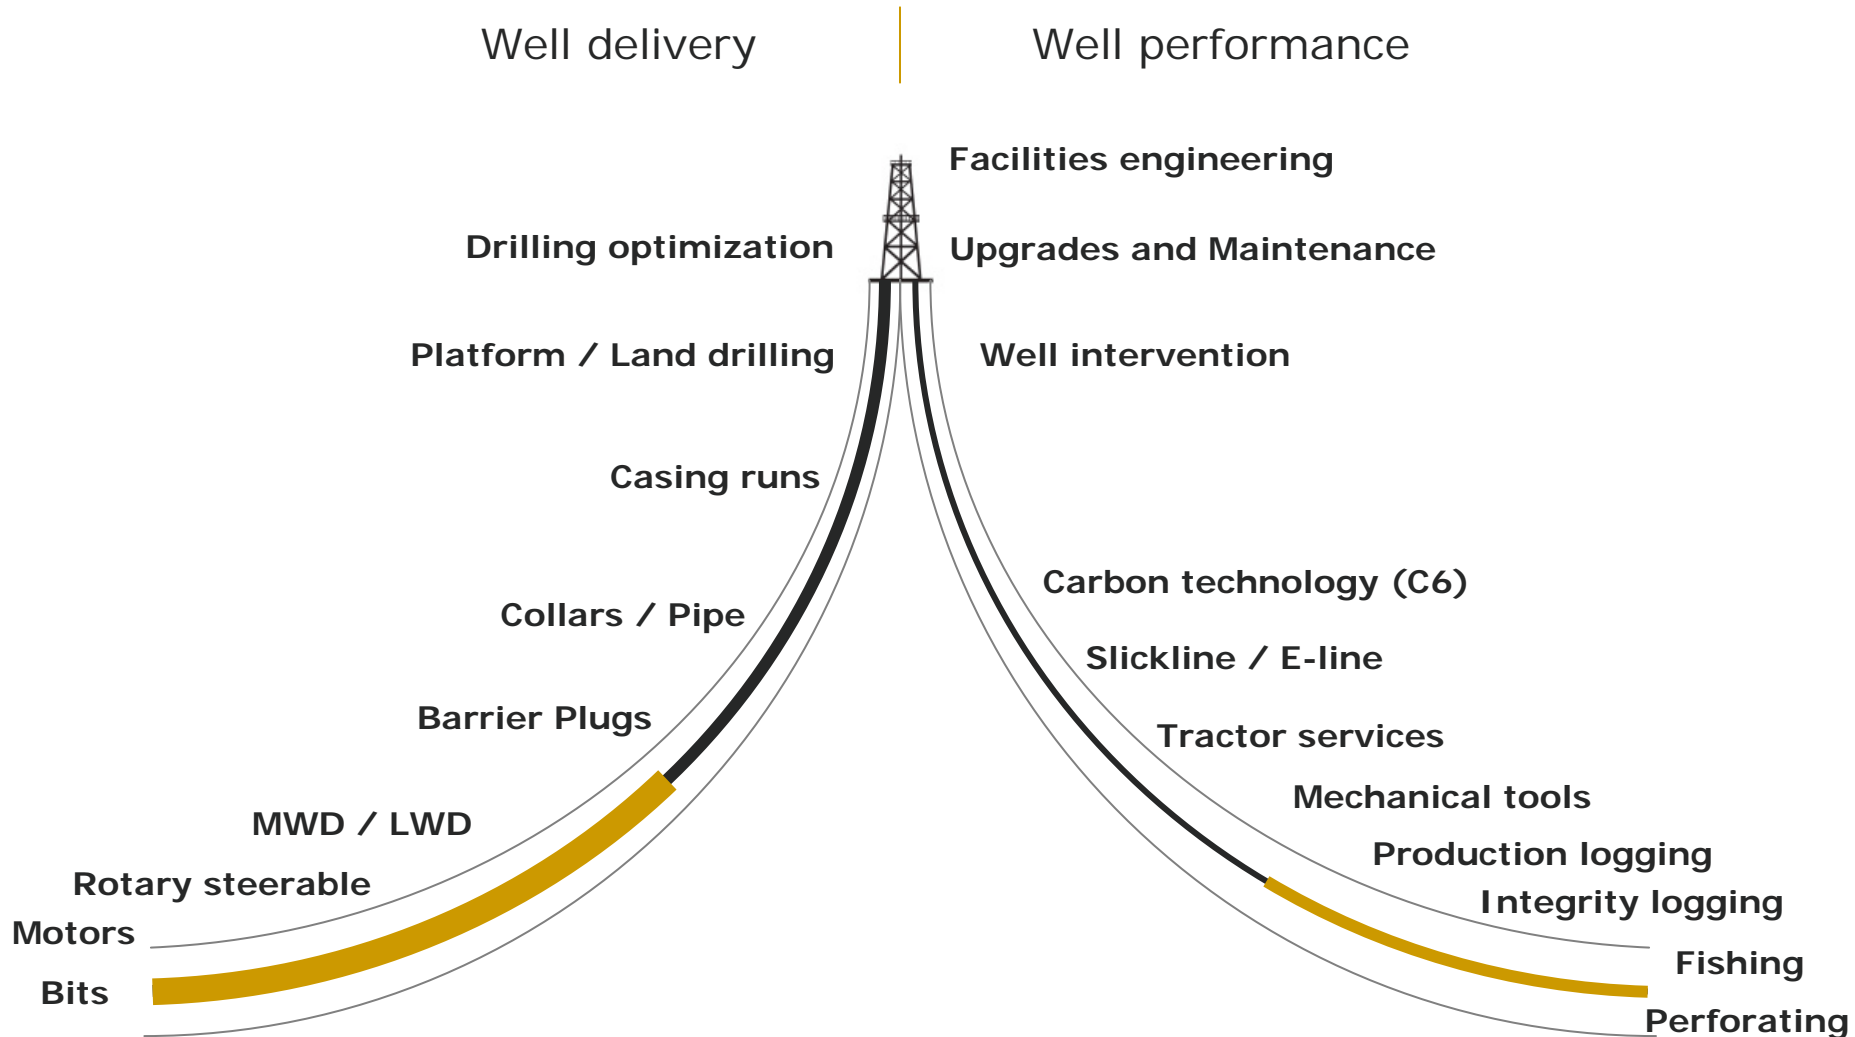 Well delivery
Well performance
Facilities engineering
Drilling optimization
Upgrades and Maintenance
Platform / Land drilling
Well intervention
Casing runs
Carbon technology (C6)
Collars / Pipe
Slickline / E-line
Barrier Plugs
Tractor services
Mechanical tools
MWD / LWD
Production logging
Rotary steerable
Integrity logging
Motors
Fishing
Bits
Perforating